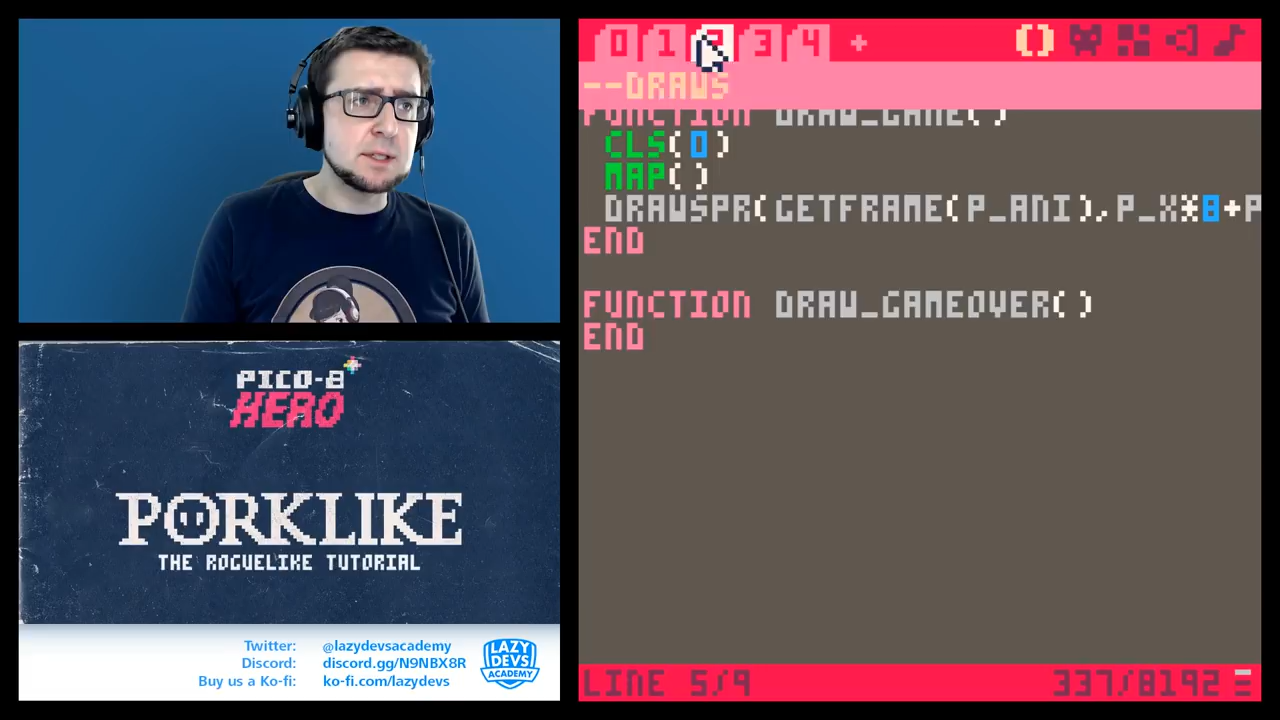 0 1 2 3 4 +
--DRAWS
FUNCTION DRAW_GAME()
CLS(0)
MAP()
DRAWSPR(GETFRAME(P_ANI),P_X*8+P
END
FUNCTION DRAW_GAMEOVER()
END
LINE 5/9
337/8192
PICO-8
HERO
PORKLIKE
THE ROGUELIKE TUTORIAL
Twitter: @lazydevsacademy
Discord: discord.gg/N9NBX8R
Buy us a Ko-fi: ko-fi.com/lazydevs
LAZY
DEVS
ACADEMY